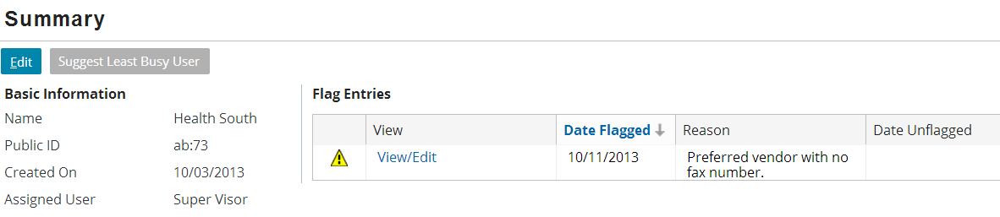 Summary
Edit Suggest Least Busy User
Basic Information
Name Health South
Public ID ab:73
Created On 10/03/2013
Assigned User Super Visor
Flag Entries
View Date Flagged Reason Date Unflagged
View/Edit 10/11/2013 Preferred vendor with no
fax number.